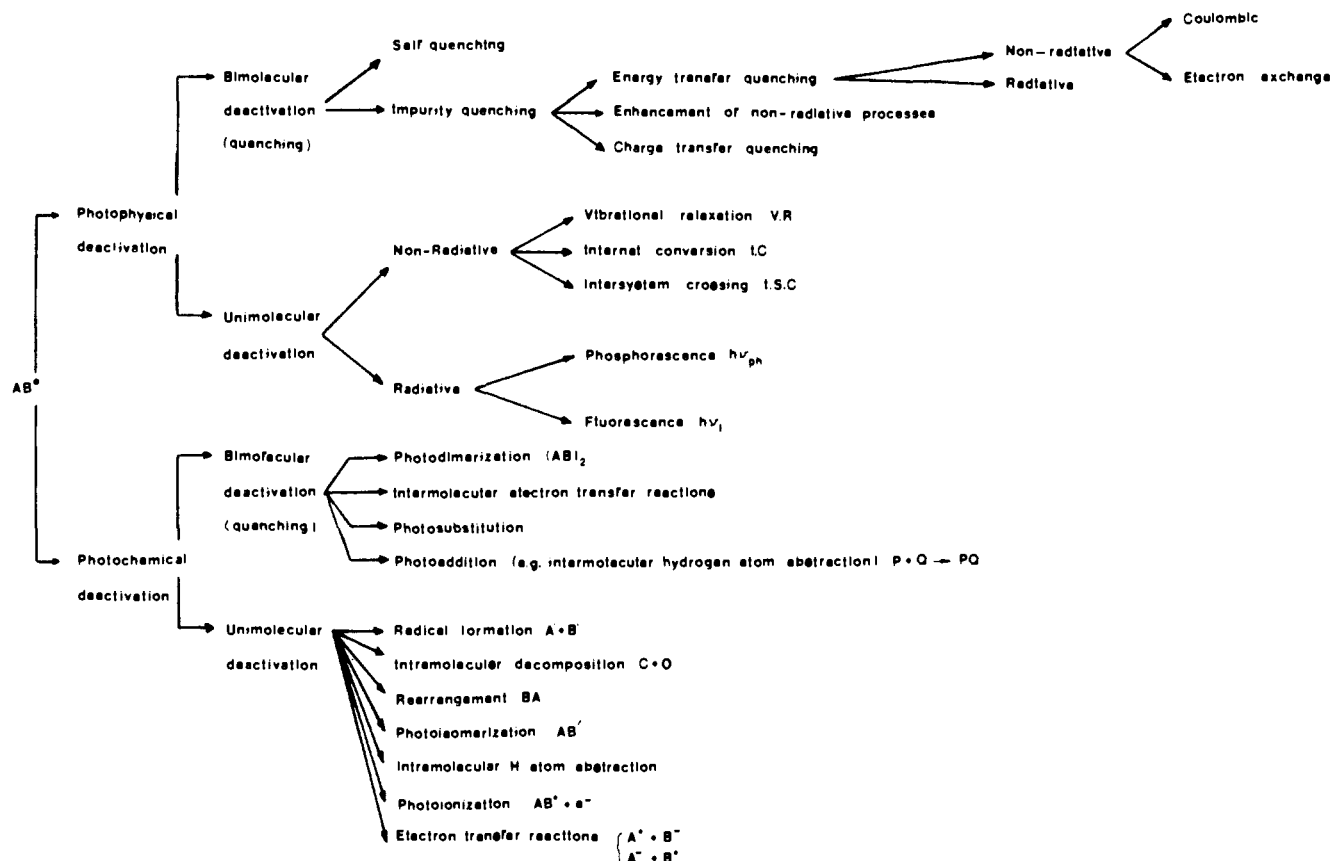 Coulombic
Self quenching
Non-radiative
Bimolecular
Energy transfer quenching
Radiative
Electron exchange
deactivation
Impurity quenching
Enhancement of non-radiative processes
(quenching)
Charge transfer quenching
Photophysical
deactivation
Vibrational relaxation V.R
Non-Radiative
Internal conversion I.C
Intersystem crossing I.S.C
Unimolecular
deactivation
Phosphorescence hν_ph
AB*
Radiative
Fluorescence hν_f
Bimolecular
deactivation
(quenching)
Photodimerization (AB)₂
Intermolecular electron transfer reactions
Photosubstitution
Photochemical
deactivation
Photoaddition (e.g. intermolecular hydrogen atom abstraction) P + Q → PQ
Unimolecular
deactivation
Radical formation A˙ + B˙
Intramolecular decomposition C + D
Rearrangement BA
Photoisomerization AB′
Intramolecular H atom abstraction
Photoionization AB⁺ + e⁻
Electron transfer reactions { A⁺ + B⁻
A⁻ + B⁺